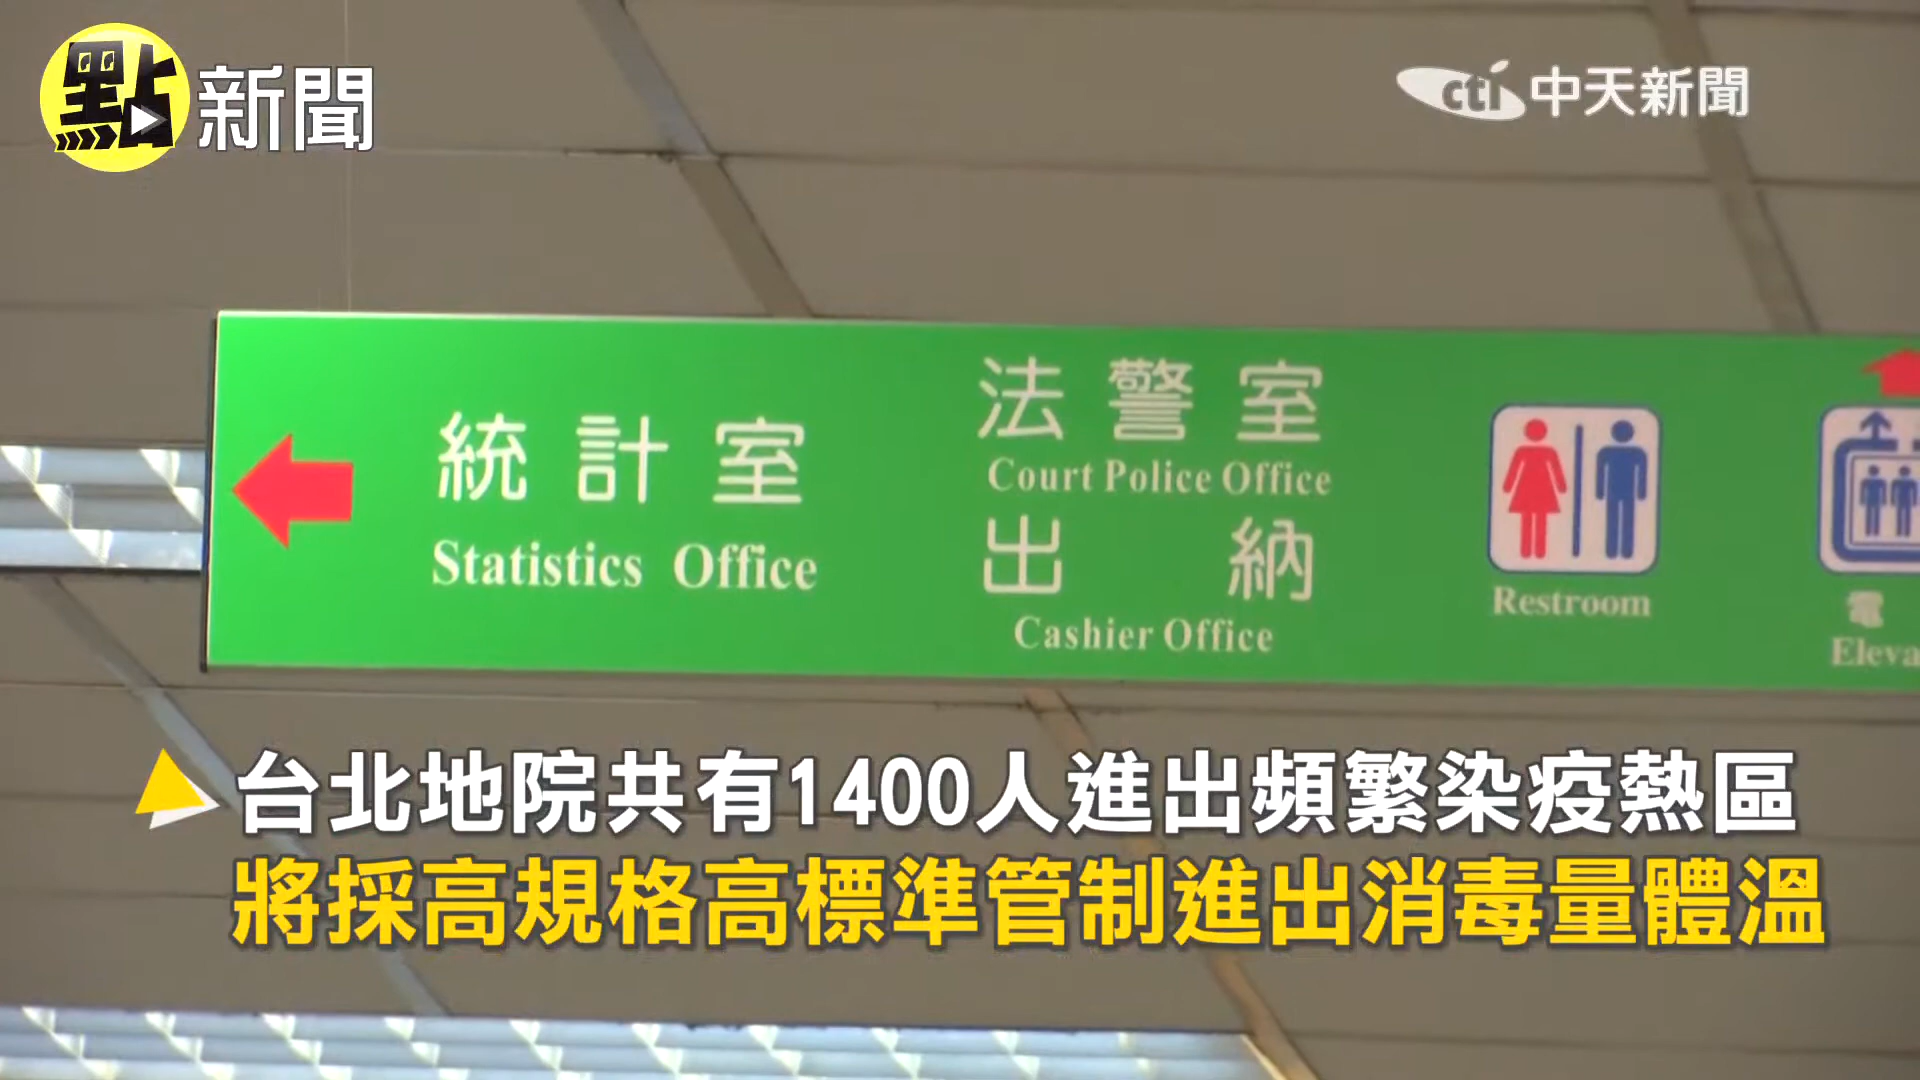 點新聞
cti 中天新聞
統計室
Statistics Office
法警室
Court Police Office
出納
Cashier Office
Restroom
電
Eleva
台北地院共有1400人進出頻繁染疫熱區
將採高規格高標準管制進出消毒量體溫